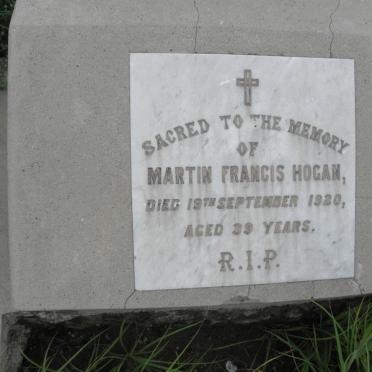 SACRED TO THE MEMORY
OF
MARTIN FRANCIS HOGAN,
DIED 19TH SEPTEMBER 1920,
AGED 39 YEARS.
R.I.P.